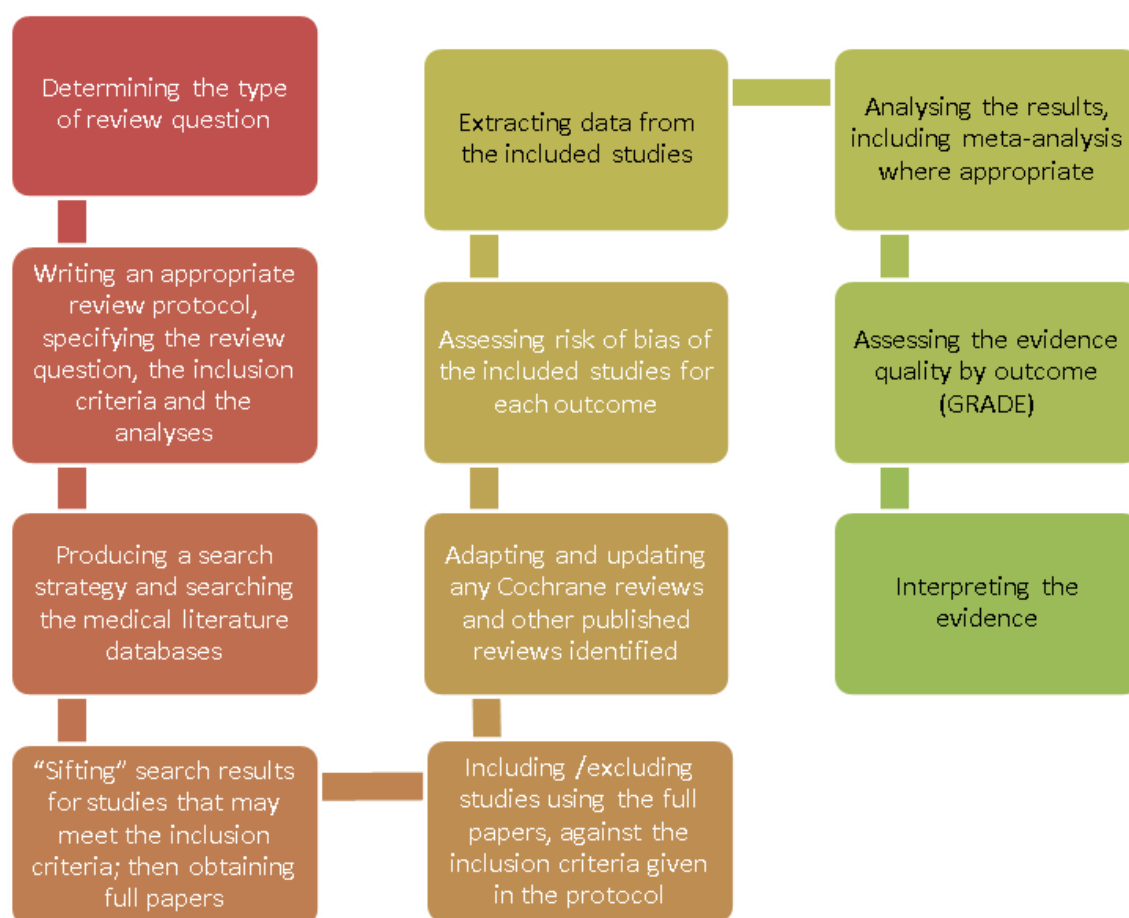 Determining the type
of review question
Writing an appropriate
review protocol,
specifying the review
question, the inclusion
criteria and the
analyses
Producing a search
strategy and searching
the medical literature
databases
“Sifting” search results
for studies that may
meet the inclusion
criteria; then obtaining
full papers
Including /excluding
studies using the full
papers, against the
inclusion criteria given
in the protocol
Adapting and updating
any Cochrane reviews
and other published
reviews identified
Assessing risk of bias of
the included studies for
each outcome
Extracting data from
the included studies
Analysing the results,
including meta-analysis
where appropriate
Assessing the evidence
quality by outcome
(GRADE)
Interpreting the
evidence